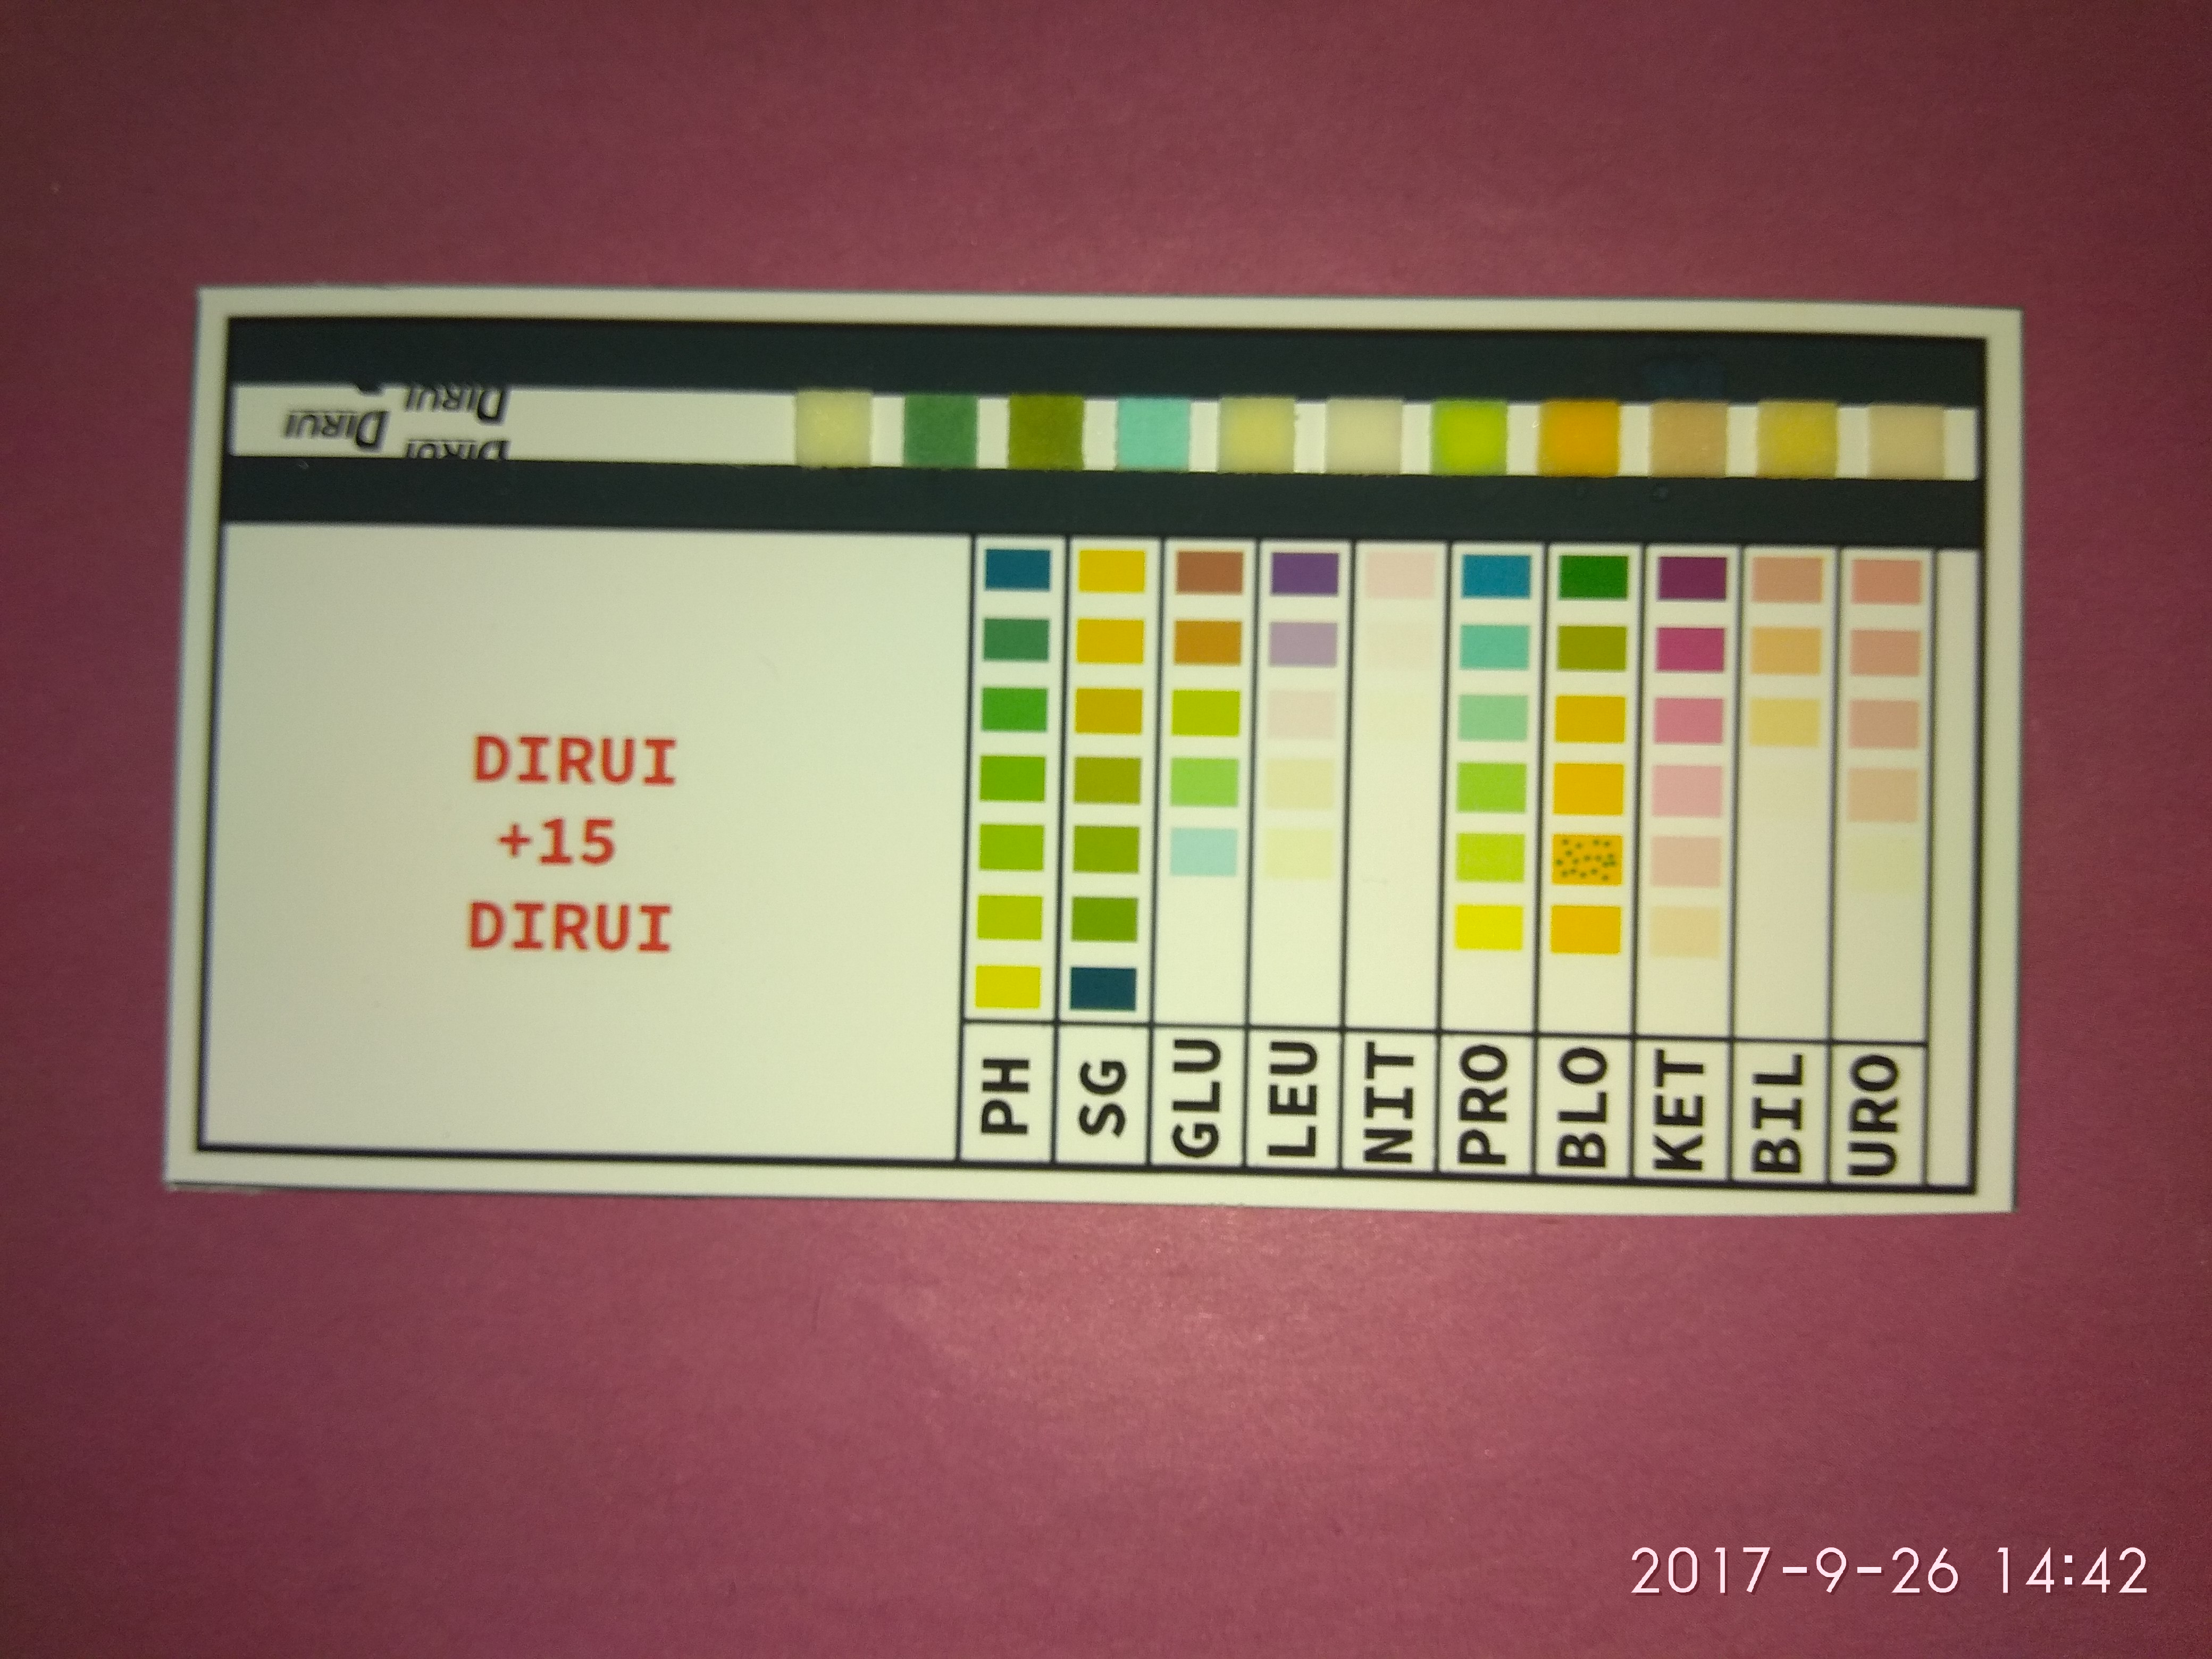 DIRUI
DIRUI
DIRUI
DIRUI
+15
DIRUI
PH
SG
GLU
LEU
NIT
PRO
BLO
KET
BIL
URO
2017-9-26 14:42